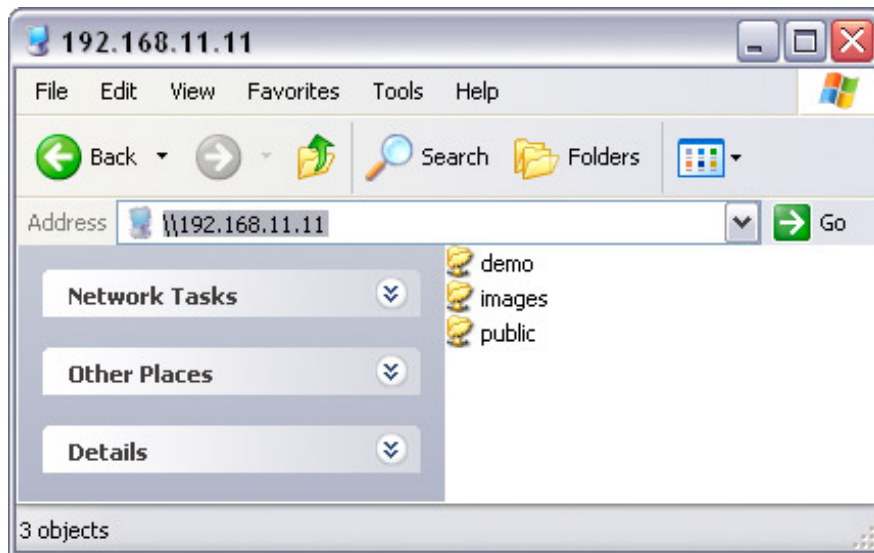 192.168.11.11
File Edit View Favorites Tools Help
Back Search Folders
Address \\192.168.11.11 Go
Network Tasks
Other Places
Details
demo
images
public
3 objects